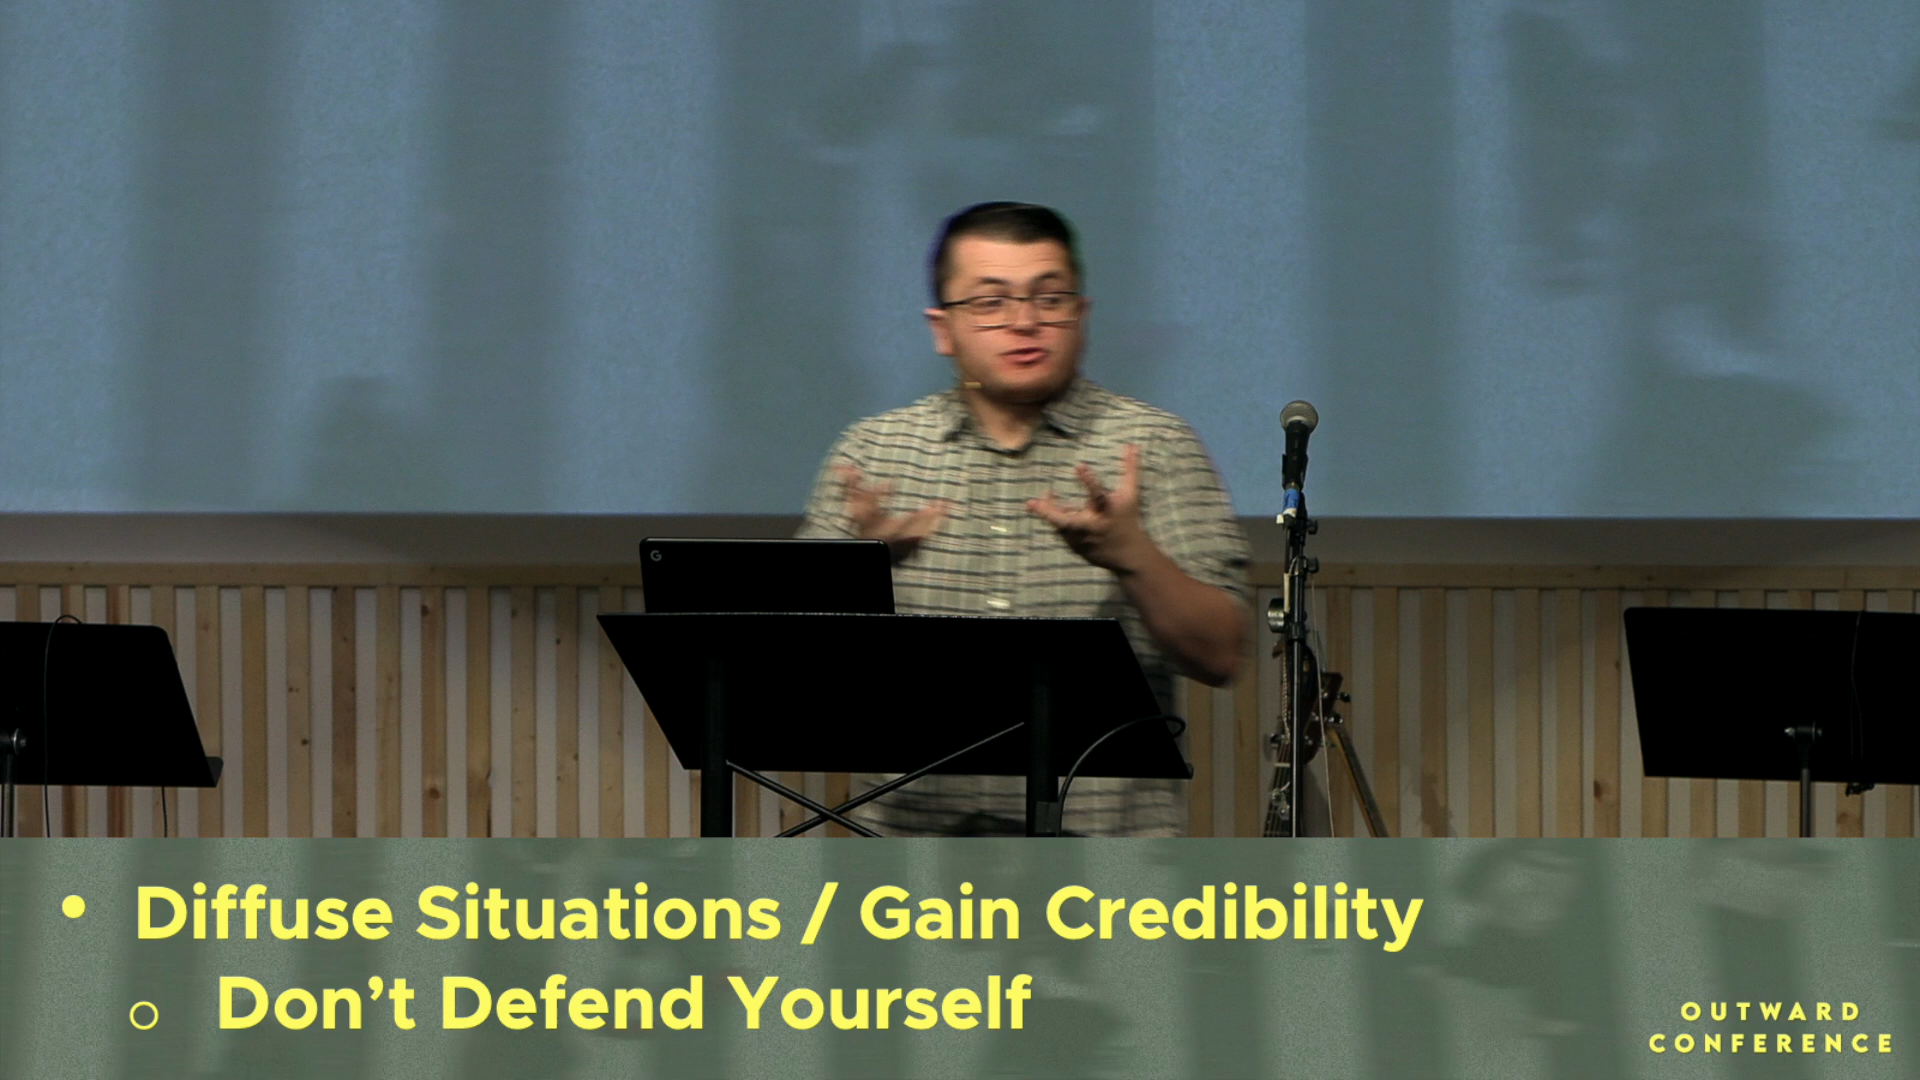 G
• Diffuse Situations / Gain Credibility
○ Don’t Defend Yourself
OUTWARD
CONFERENCE